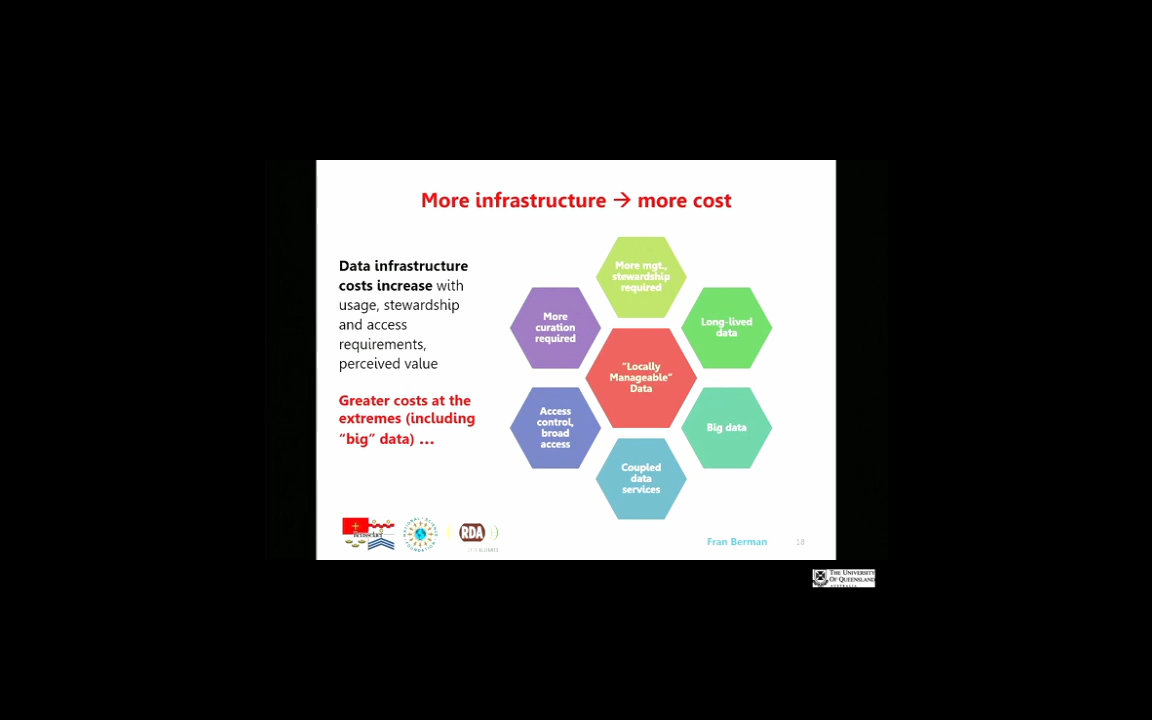 More infrastructure → more cost
Data infrastructure
costs increase with
usage, stewardship
and access
requirements,
perceived value
Greater costs at the
extremes (including
"big" data) ...
More mgt.,
stewardship
required
More
curation
required
Long-lived
data
"Locally
Manageable"
Data
Access
control,
broad
access
Big data
Coupled
data
services
RDA
Fran Berman
18
THE UNIVERSITY
OF QUEENSLAND
AUSTRALIA